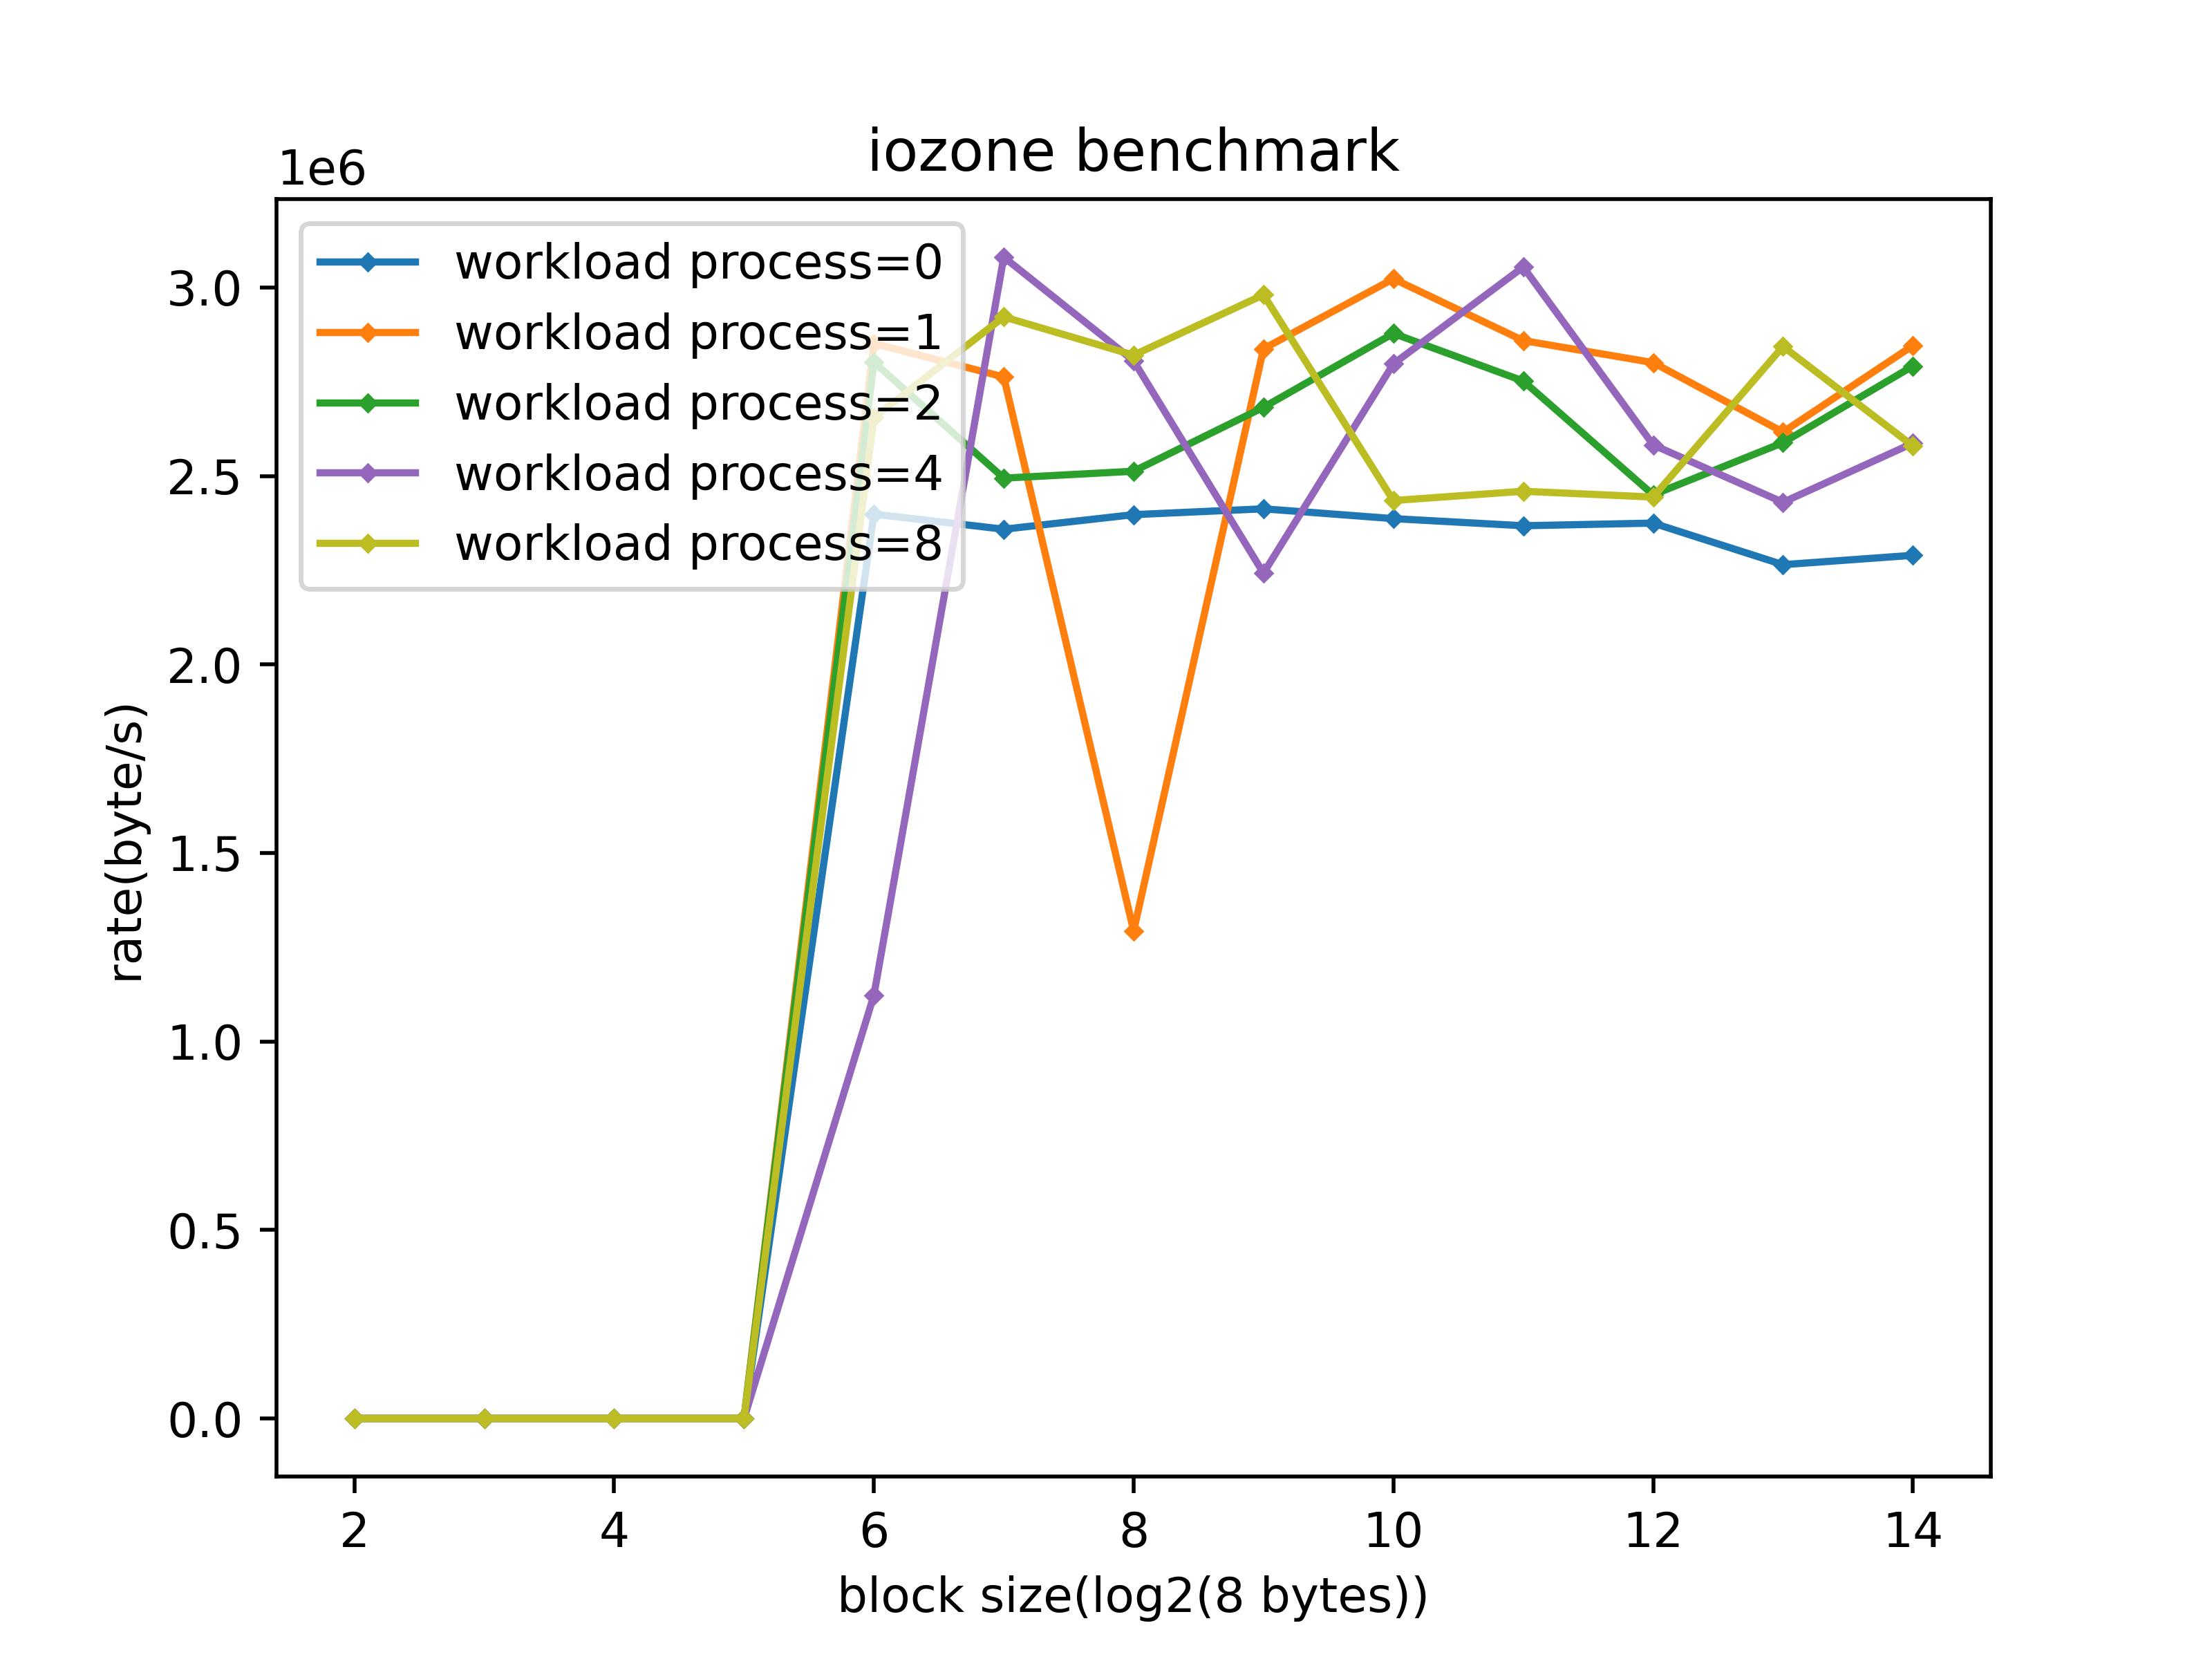 iozone benchmark
1e6
workload process=0
workload process=1
workload process=2
workload process=4
workload process=8
3.0
2.5
2.0
1.5
1.0
0.5
0.0
rate(byte/s)
2 4 6 8 10 12 14
block size(log2(8 bytes))